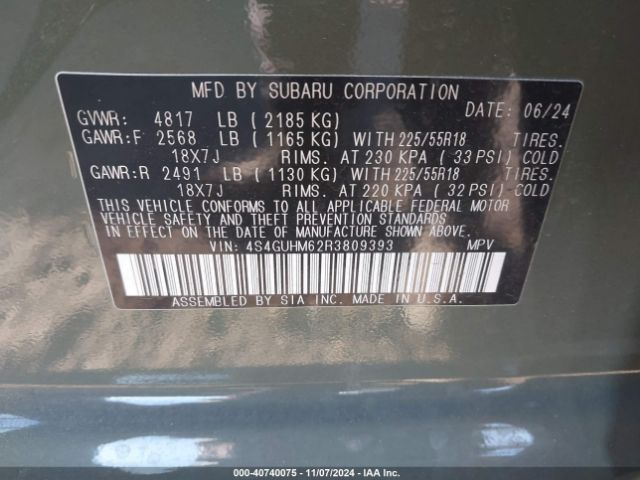 MFD BY SUBARU CORPORATION
DATE: 06/24
GVWR: 4817 LB (2185 KG)
GAWR:F 2568 LB (1165 KG) WITH 225/55R18 TIRES.
18X7J RIMS. AT 230 KPA (33 PSI) COLD
GAWR:R 2491 LB (1130 KG) WITH 225/55R18 TIRES.
18X7J RIMS. AT 220 KPA (32 PSI) COLD
THIS VEHICLE CONFORMS TO ALL APPLICABLE FEDERAL MOTOR
VEHICLE SAFETY AND THEFT PREVENTION STANDARDS
IN EFFECT ON THE DATE OF MANUFACTURE SHOWN ABOVE.
VIN: 4S4GUHM62R3809393 MPV
ASSEMBLED BY SIA INC. MADE IN U.S.A.
000-40740075 - 11/07/2024 - IAA Inc.